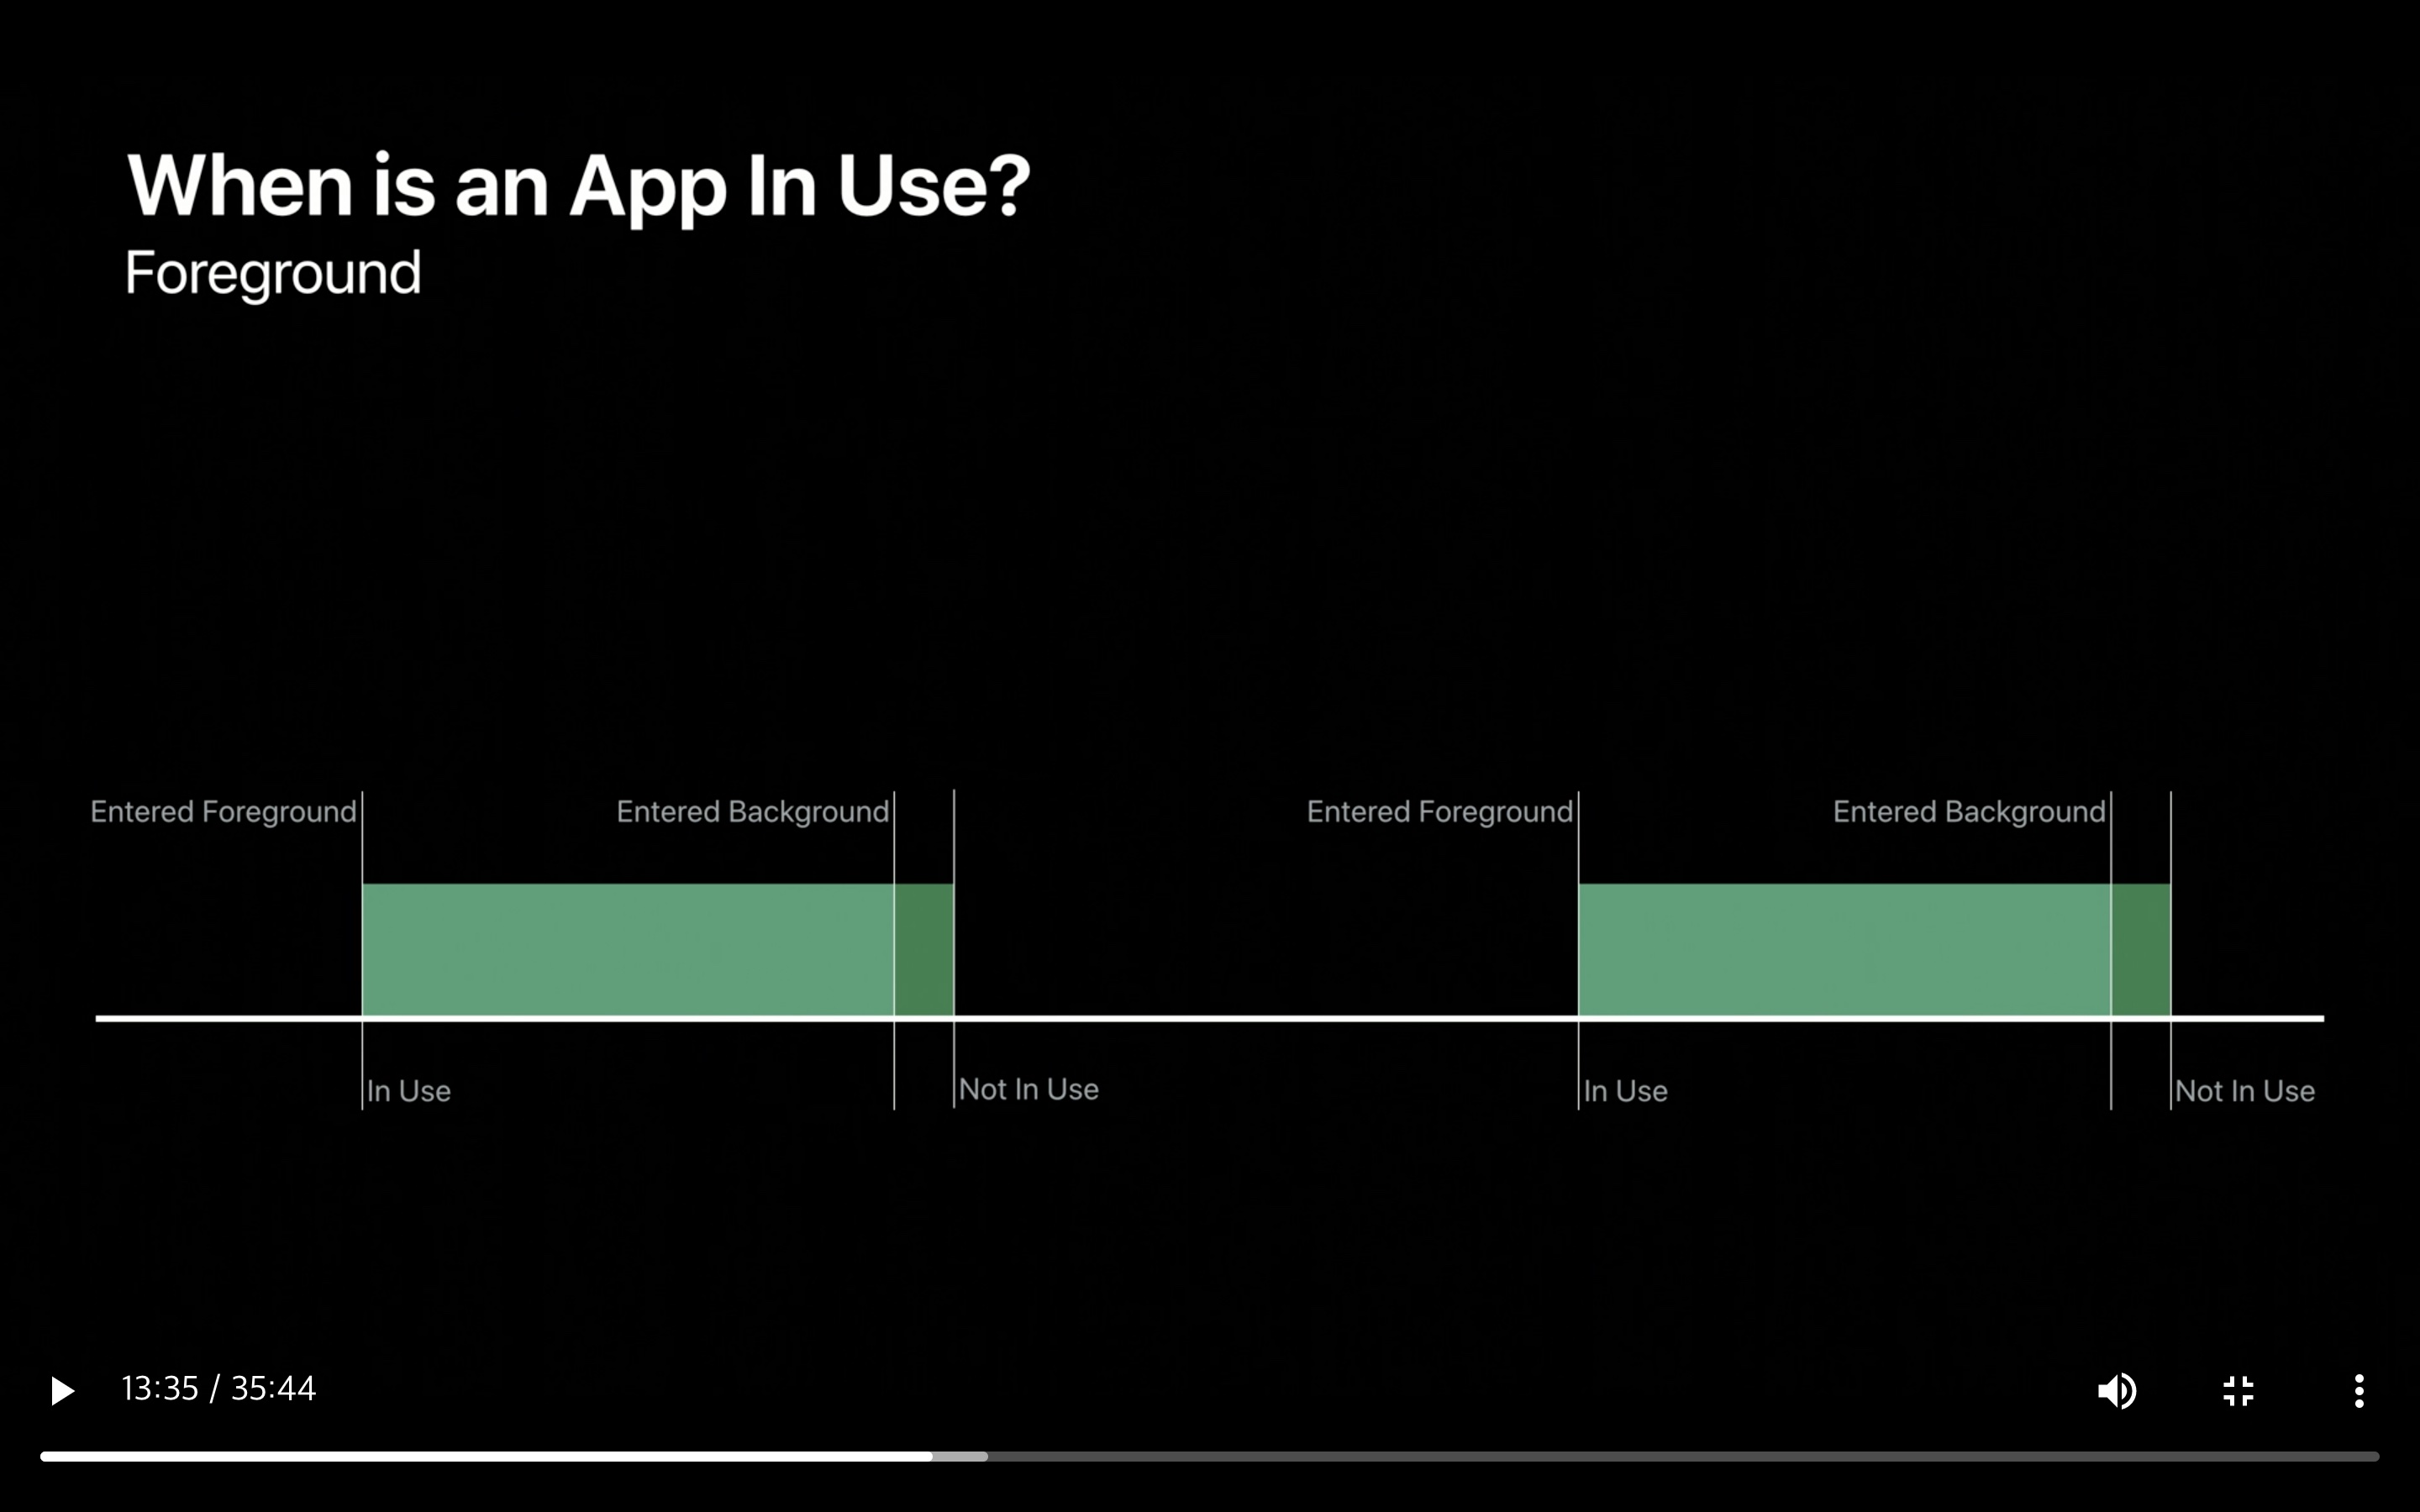 When is an App In Use?
Foreground
Entered Foreground
Entered Background
Entered Foreground
Entered Background
In Use
Not In Use
In Use
Not In Use
13:35 / 35:44